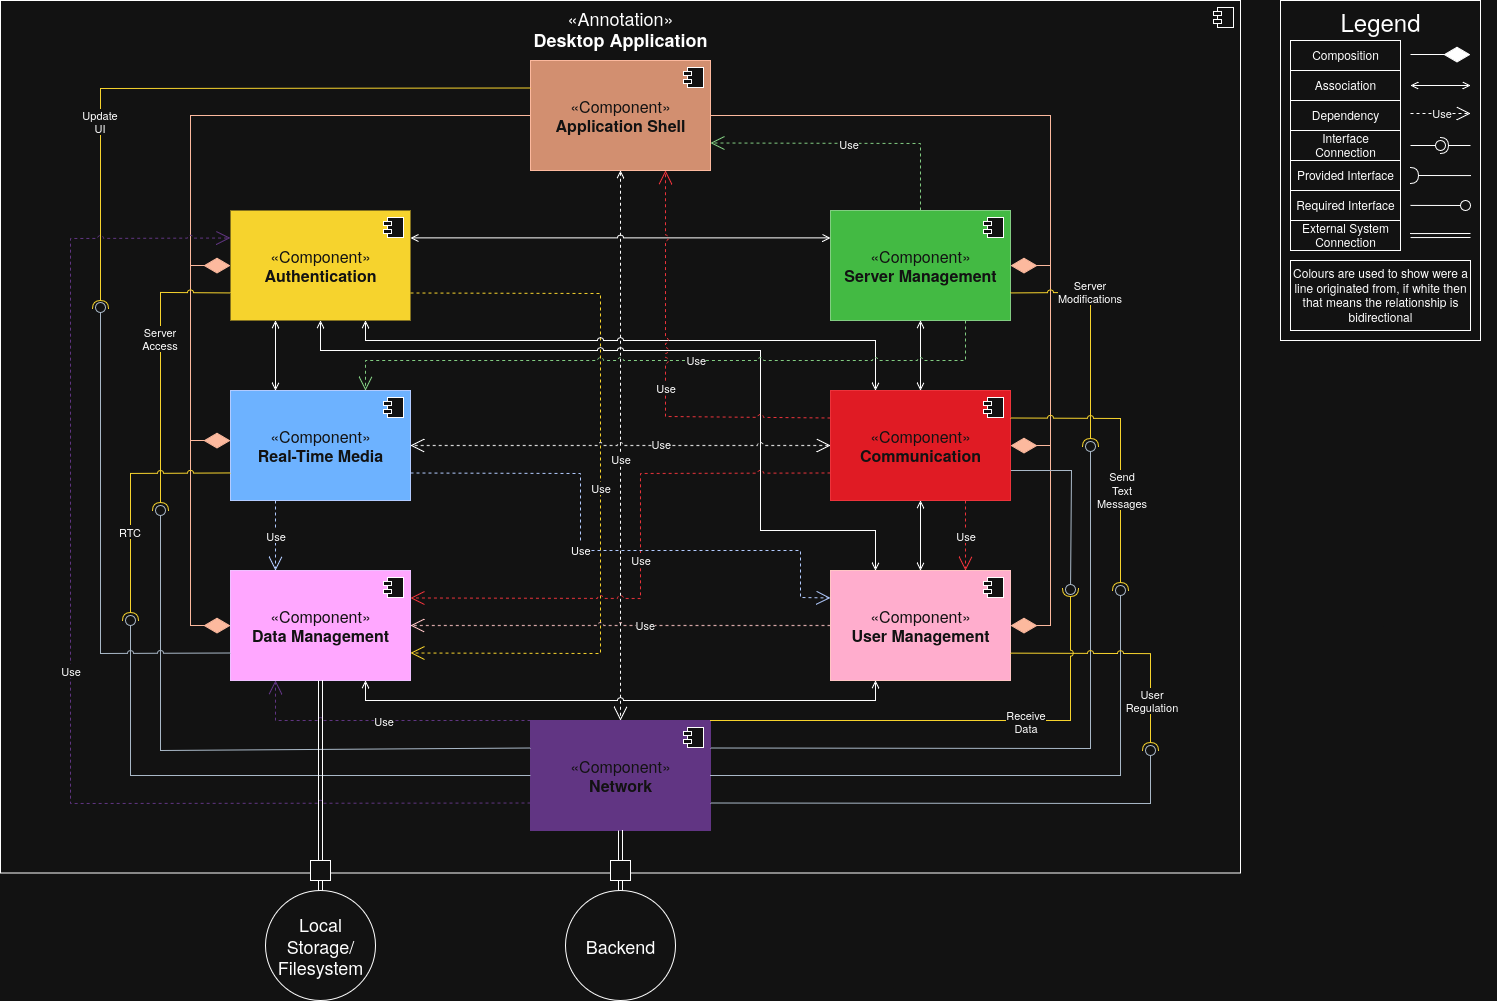 «Annotation»
Desktop Application
«Component»
Application Shell
Update
UI
Use
«Component»
Authentication
«Component»
Server Management
Server
Modifications
Server
Access
Use
Use
«Component»
Real-Time Media
Use
Use
«Component»
Communication
Use
Send
Text
Messages
RTC
Use
Use
Use
Use
«Component»
Data Management
Use
«Component»
User Management
Use
User
Regulation
Use
Receive
Data
«Component»
Network
Local
Storage/
Filesystem
Backend
Legend
Composition
Association
Dependency
Use
Interface
Connection
Provided Interface
Required Interface
External System
Connection
Colours are used to show were a
line originated from, if white then
that means the relationship is
bidirectional